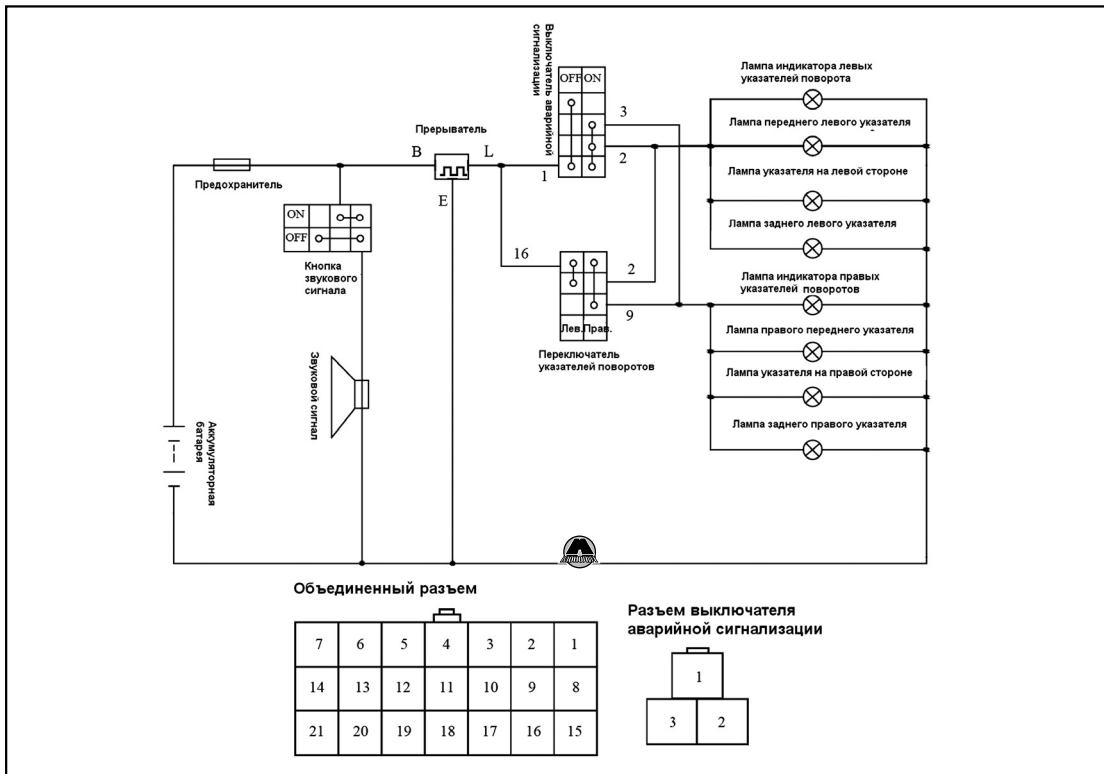 Выключатель аварийной
сигнализации
OFF ON
3
2
1
Прерыватель
B L
E
Предохранитель
ON
OFF
Кнопка
звукового
сигнала
16
2
9
Лев. Прав.
Переключатель
указателей поворотов
Звуковой сигнал
Аккумуляторная
батарея
Лампа индикатора левых
указателей поворота
Лампа переднего левого указателя
Лампа указателя на левой стороне
Лампа заднего левого указателя
Лампа индикатора правых
указателей поворотов
Лампа правого переднего указателя
Лампа указателя на правой стороне
Лампа заднего правого указателя
Объединенный разъем
7 6 5 4 3 2 1
14 13 12 11 10 9 8
21 20 19 18 17 16 15
Разъем выключателя
аварийной сигнализации
1
3 2